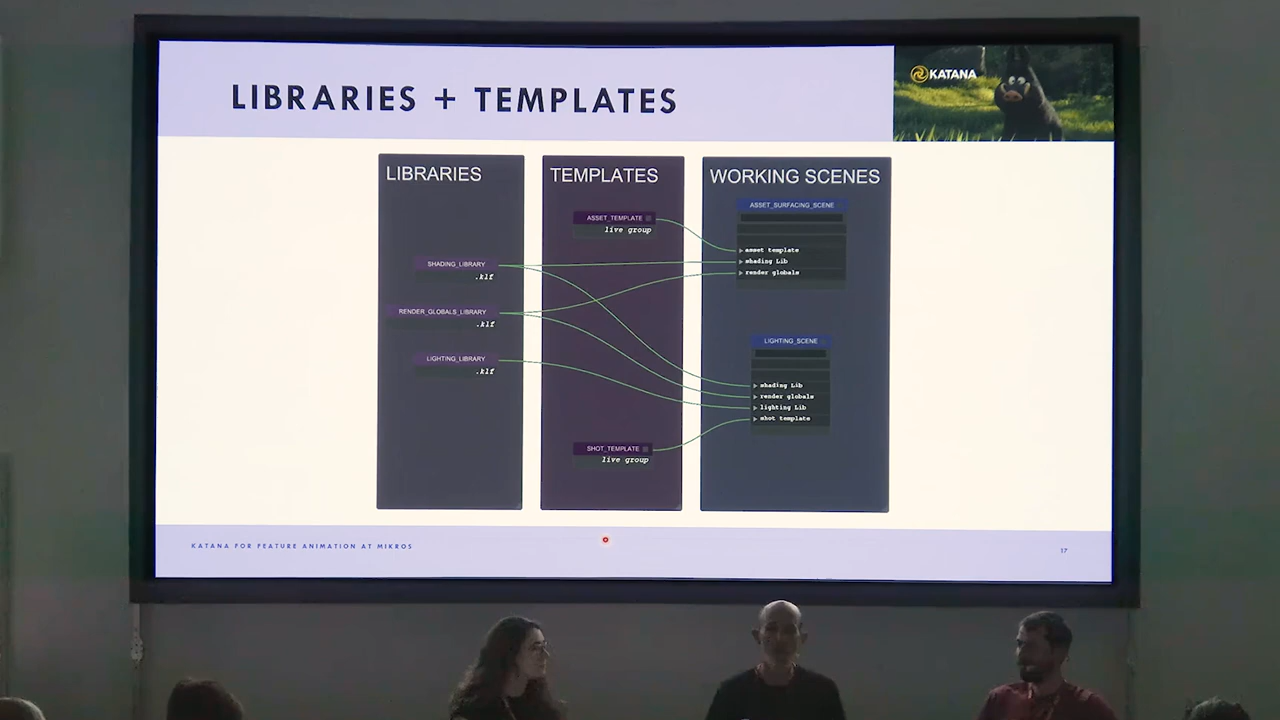 LIBRARIES + TEMPLATES
KATANA
LIBRARIES
SHADING_LIBRARY
.klf
RENDER_GLOBALS_LIBRARY
.klf
LIGHTING_LIBRARY
.klf
TEMPLATES
ASSET_TEMPLATE
live group
SHOT_TEMPLATE
live group
WORKING SCENES
ASSET_SURFACING_SCENE
asset template
shading Lib
render globals
LIGHTING_SCENE
shading Lib
render globals
lighting Lib
shot template
KATANA FOR FEATURE ANIMATION AT MIKROS
17